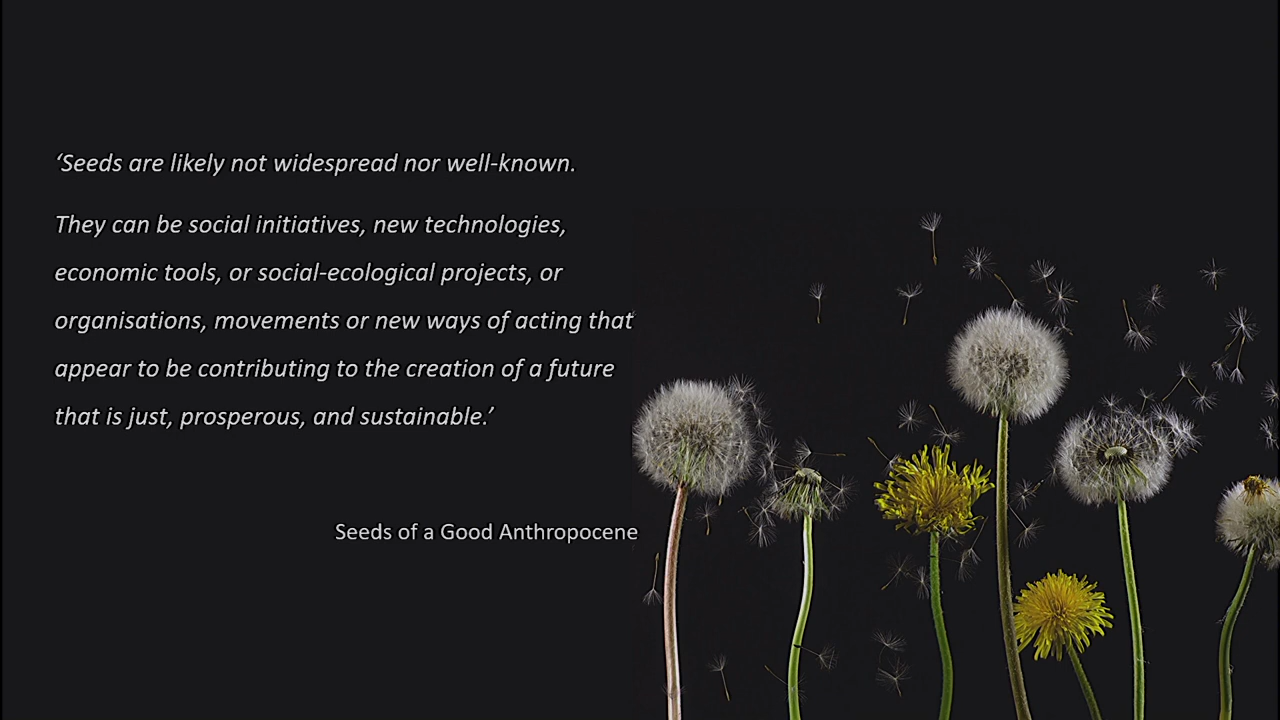 ‘Seeds are likely not widespread nor well-known.
They can be social initiatives, new technologies,
economic tools, or social-ecological projects, or
organisations, movements or new ways of acting that
appear to be contributing to the creation of a future
that is just, prosperous, and sustainable.’
Seeds of a Good Anthropocene